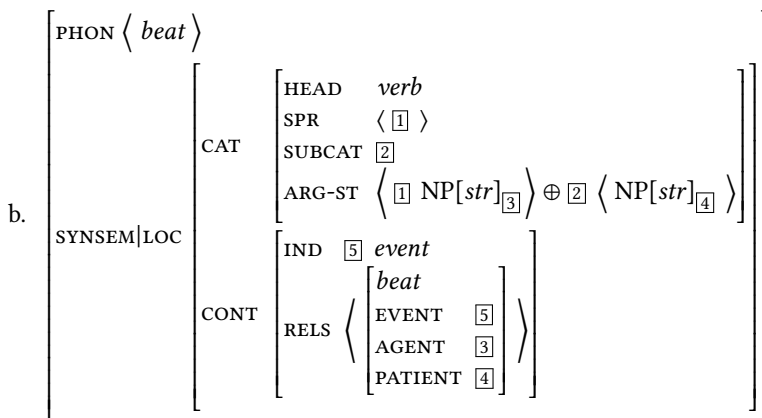 PHON ⟨ beat ⟩
HEAD verb
SPR ⟨ 1 ⟩
CAT
SUBCAT 2
ARG-ST ⟨ 1 NP[str]3 ⟩ ⊕ 2 ⟨ NP[str]4 ⟩
b.
SYNSEM|LOC
IND 5 event
beat
EVENT 5
CONT
RELS ⟨
AGENT 3
⟩
PATIENT 4